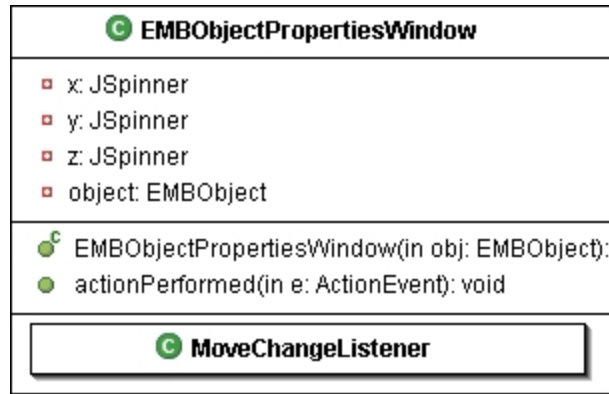 C EMBObjectPropertiesWindow
x: JSpinner
y: JSpinner
z: JSpinner
object: EMBObject
C EMBObjectPropertiesWindow(in obj: EMBObject):
actionPerformed(in e: ActionEvent): void
C MoveChangeListener